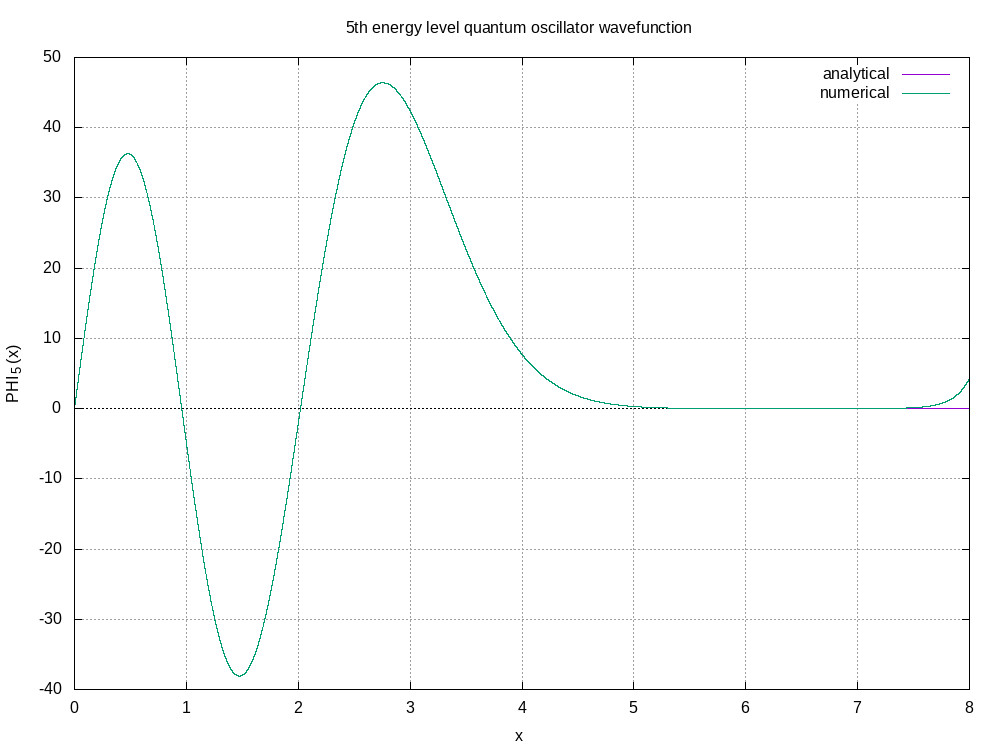 5th energy level quantum oscillator wavefunction
50
40
30
20
10
0
-10
-20
-30
-40
PHI5(x)
analytical
numerical
0 1 2 3 4 5 6 7 8
x